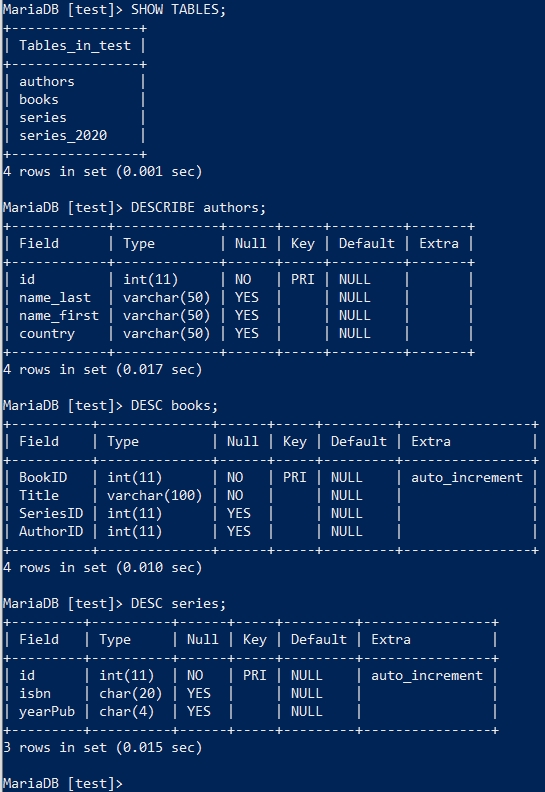 MariaDB [test]> SHOW TABLES;
+----------------+
| Tables_in_test |
+----------------+
| authors        |
| books          |
| series         |
| series_2020    |
+----------------+
4 rows in set (0.001 sec)

MariaDB [test]> DESCRIBE authors;
+------------+-------------+------+-----+---------+-------+
| Field      | Type        | Null | Key | Default | Extra |
+------------+-------------+------+-----+---------+-------+
| id         | int(11)     | NO   | PRI | NULL    |       |
| name_last  | varchar(50) | YES  |     | NULL    |       |
| name_first | varchar(50) | YES  |     | NULL    |       |
| country    | varchar(50) | YES  |     | NULL    |       |
+------------+-------------+------+-----+---------+-------+
4 rows in set (0.017 sec)

MariaDB [test]> DESC books;
+----------+--------------+------+-----+---------+----------------+
| Field    | Type         | Null | Key | Default | Extra          |
+----------+--------------+------+-----+---------+----------------+
| BookID   | int(11)      | NO   | PRI | NULL    | auto_increment |
| Title    | varchar(100) | NO   |     | NULL    |                |
| SeriesID | int(11)      | YES  |     | NULL    |                |
| AuthorID | int(11)      | YES  |     | NULL    |                |
+----------+--------------+------+-----+---------+----------------+
4 rows in set (0.010 sec)

MariaDB [test]> DESC series;
+---------+----------+------+-----+---------+----------------+
| Field   | Type     | Null | Key | Default | Extra          |
+---------+----------+------+-----+---------+----------------+
| id      | int(11)  | NO   | PRI | NULL    | auto_increment |
| isbn    | char(20) | YES  |     | NULL    |                |
| yearPub | char(4)  | YES  |     | NULL    |                |
+---------+----------+------+-----+---------+----------------+
3 rows in set (0.015 sec)

MariaDB [test]>